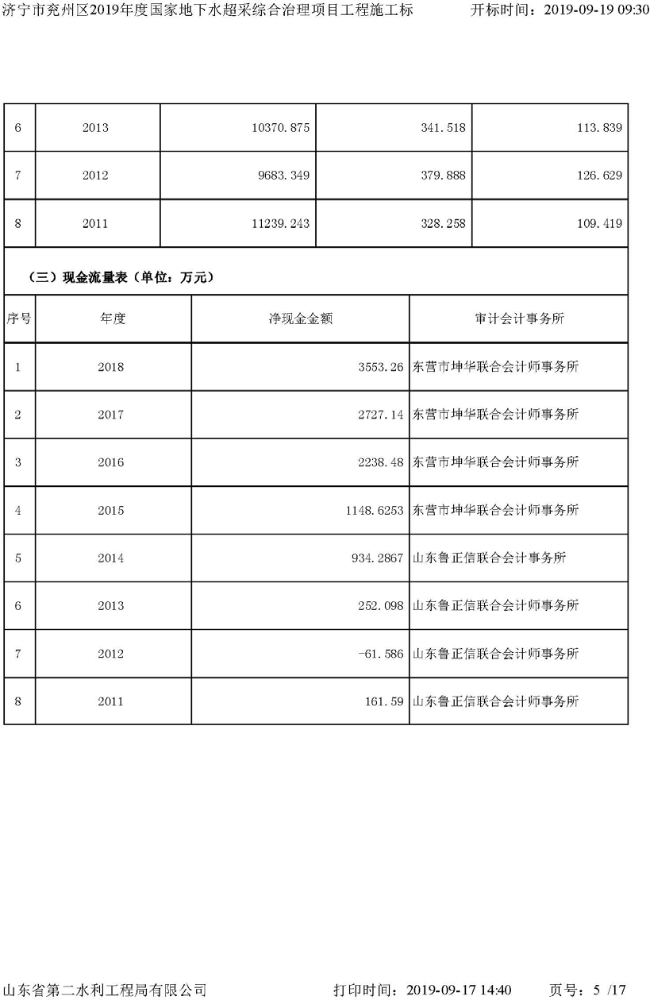 济宁市兖州区2019年度国家地下水超采综合治理项目工程施工标 开标时间：2019-09-19 09:30
6 2013 10370.875 341.518 113.839
7 2012 9683.349 379.888 126.629
8 2011 11239.243 328.258 109.419
（三）现金流量表（单位：万元）
序号 年度 净现金金额 审计会计事务所
1 2018 3553.26 东营市坤华联合会计师事务所
2 2017 2727.14 东营市坤华联合会计师事务所
3 2016 2238.48 东营市坤华联合会计师事务所
4 2015 1148.6253 东营市坤华联合会计师事务所
5 2014 934.2867 山东鲁正信联合会计事务所
6 2013 252.098 山东鲁正信联合会计师事务所
7 2012 -61.586 山东鲁正信联合会计师事务所
8 2011 161.59 山东鲁正信联合会计师事务所
山东省第二水利工程局有限公司 打印时间：2019-09-17 14:40 页号：5 /17